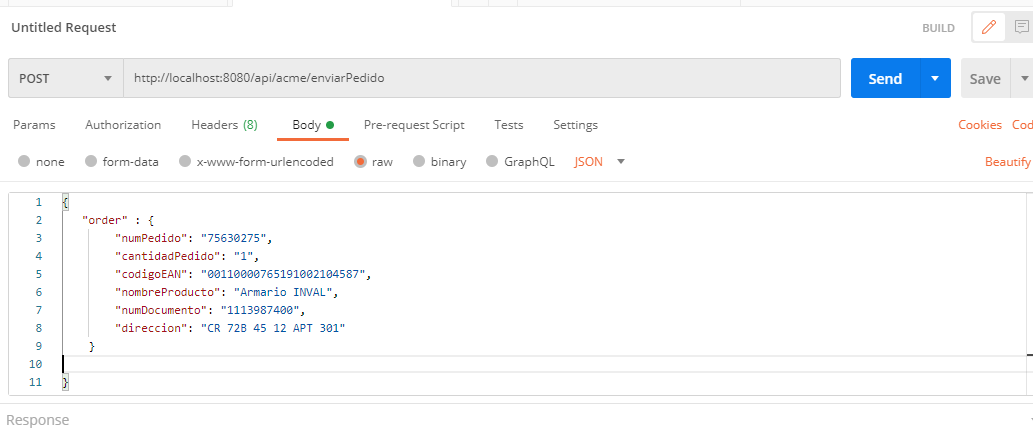 Untitled Request
BUILD
POST
http://localhost:8080/api/acme/enviarPedido
Send
Save
Params
Authorization
Headers (8)
Body
Pre-request Script
Tests
Settings
Cookies
none
form-data
x-www-form-urlencoded
raw
binary
GraphQL
JSON
Beautify
1 {
2 "order" : {
3 "numPedido": "75630275",
4 "cantidadPedido": "1",
5 "codigoEAN": "00110000765191002104587",
6 "nombreProducto": "Armario INVAL",
7 "numDocumento": "1113987400",
8 "direccion": "CR 72B 45 12 APT 301"
9 }
10
11 }
Response